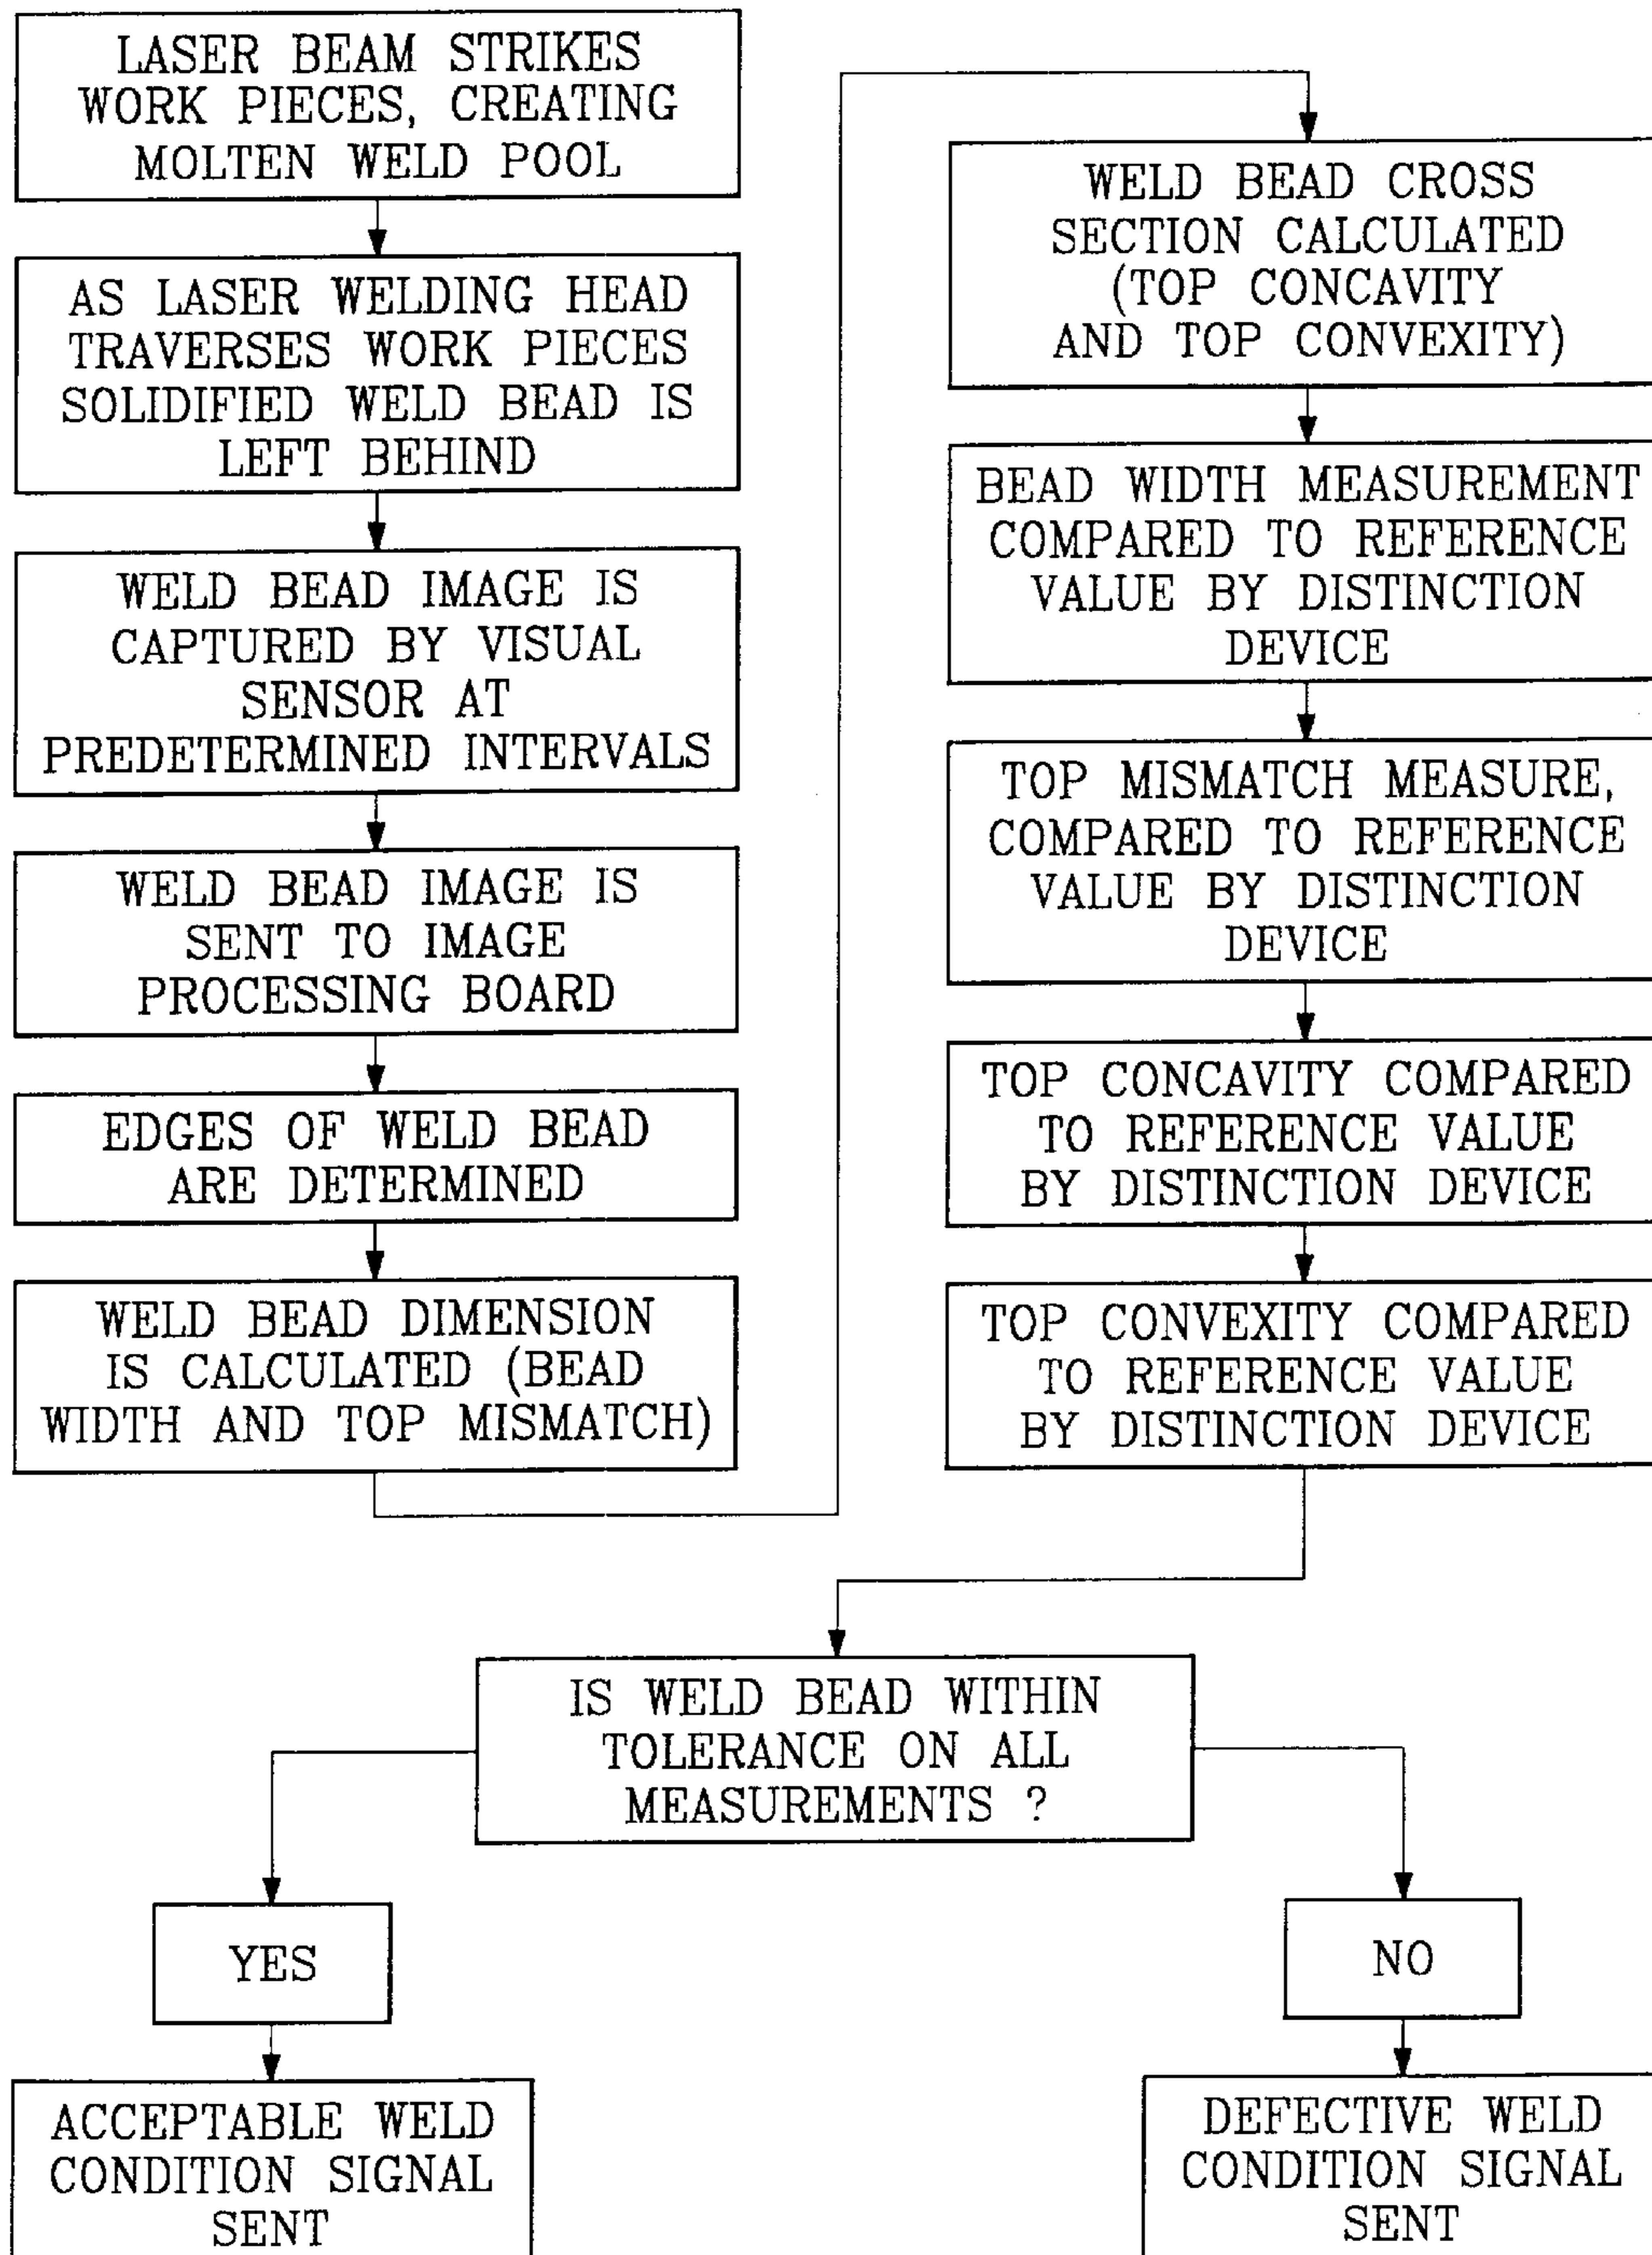 LASER BEAM STRIKES
WORK PIECES, CREATING
MOLTEN WELD POOL
AS LASER WELDING HEAD
TRAVERSES WORK PIECES
SOLIDIFIED WELD BEAD IS
LEFT BEHIND
WELD BEAD IMAGE IS
CAPTURED BY VISUAL
SENSOR AT
PREDETERMINED INTERVALS
WELD BEAD IMAGE IS
SENT TO IMAGE
PROCESSING BOARD
EDGES OF WELD BEAD
ARE DETERMINED
WELD BEAD DIMENSION
IS CALCULATED (BEAD
WIDTH AND TOP MISMATCH)
WELD BEAD CROSS
SECTION CALCULATED
(TOP CONCAVITY
AND TOP CONVEXITY)
BEAD WIDTH MEASUREMENT
COMPARED TO REFERENCE
VALUE BY DISTINCTION
DEVICE
TOP MISMATCH MEASURE,
COMPARED TO REFERENCE
VALUE BY DISTINCTION
DEVICE
TOP CONCAVITY COMPARED
TO REFERENCE VALUE
BY DISTINCTION DEVICE
TOP CONVEXITY COMPARED
TO REFERENCE VALUE
BY DISTINCTION DEVICE
IS WELD BEAD WITHIN
TOLERANCE ON ALL
MEASUREMENTS ?
YES
NO
ACCEPTABLE WELD
CONDITION SIGNAL
SENT
DEFECTIVE WELD
CONDITION SIGNAL
SENT